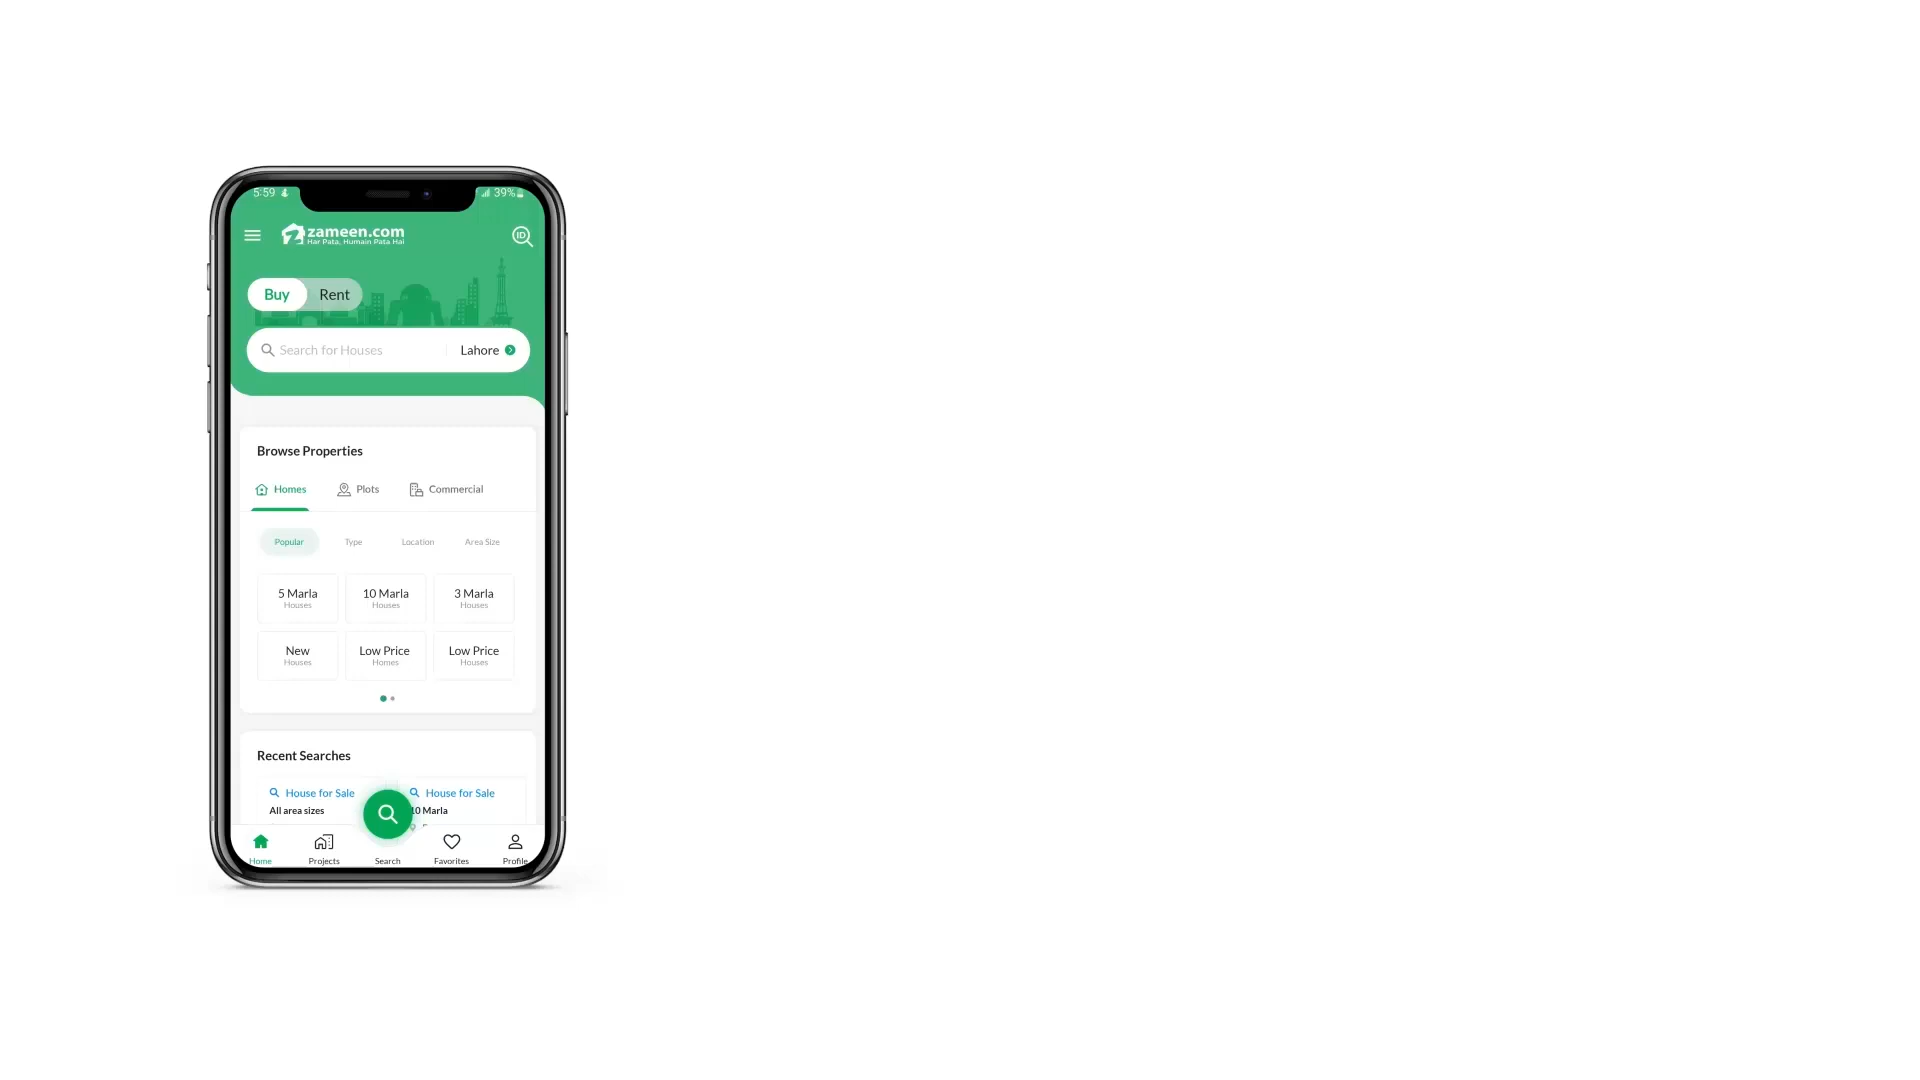 5:59 39%
zameen.com
Har Pata, Humain Pata Hai
ID
Buy Rent
Search for Houses Lahore
Browse Properties
Homes Plots Commercial
Popular Type Location Area Size
5 Marla 10 Marla 3 Marla
Houses Houses Houses
New Low Price Low Price
Houses Homes Houses
Recent Searches
House for Sale House for Sale
All area sizes 10 Marla
Home Projects Search Favorites Profile